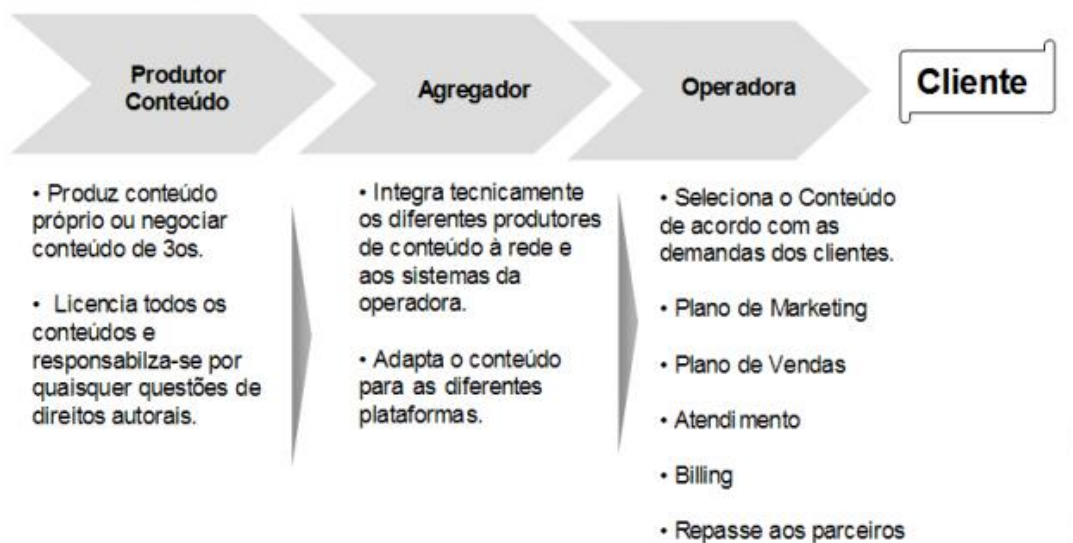 Produtor
Conteúdo
Agregador
Operadora
Cliente
• Produz conteúdo
próprio ou negociar
conteúdo de 3os.
• Licencia todos os
conteúdos e
responsabilza-se por
quaisquer questões de
direitos autorais.
• Integra tecnicamente
os diferentes produtores
de conteúdo à rede e
aos sistemas da
operadora.
• Adapta o conteúdo
para as diferentes
plataformas.
• Seleciona o Conteúdo
de acordo com as
demandas dos clientes.
• Plano de Marketing
• Plano de Vendas
• Atendimento
• Billing
• Repasse aos parceiros